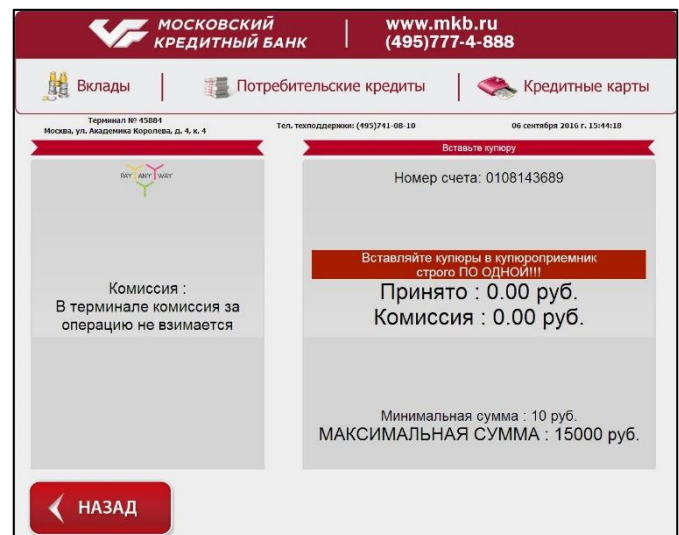 МОСКОВСКИЙ
КРЕДИТНЫЙ БАНК
www.mkb.ru
(495)777-4-888
Вклады
Потребительские кредиты
Кредитные карты
Терминал № 45884
Москва, ул. Академика Королева, д. 4, к. 4
Тел. техподдержки: (495)741-08-10
06 сентября 2016 г. 15:44:18
Вставьте купюру
PAY ANY WAY
Номер счета: 0108143689
Вставляйте купюры в купюроприемник
строго ПО ОДНОЙ!!!
Принято : 0.00 руб.
Комиссия : 0.00 руб.
Комиссия :
В терминале комиссия за
операцию не взимается
Минимальная сумма : 10 руб.
МАКСИМАЛЬНАЯ СУММА : 15000 руб.
НАЗАД